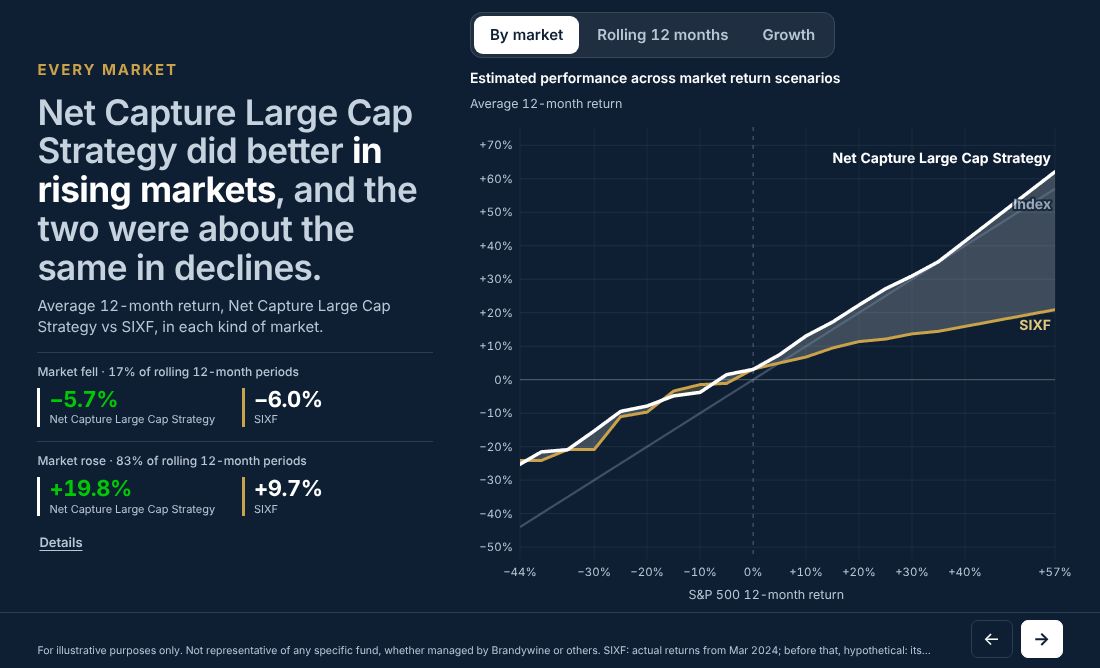 By market
Rolling 12 months
Growth
EVERY MARKET
Net Capture Large Cap
Strategy did better in
rising markets, and the
two were about the
same in declines.
Average 12-month return, Net Capture Large Cap
Strategy vs SIXF, in each kind of market.
Market fell · 17% of rolling 12-month periods
−5.7%
Net Capture Large Cap Strategy
−6.0%
SIXF
Market rose · 83% of rolling 12-month periods
+19.8%
Net Capture Large Cap Strategy
+9.7%
SIXF
Details
Estimated performance across market return scenarios
Average 12-month return
+70%
+60%
+50%
+40%
+30%
+20%
+10%
0%
−10%
−20%
−30%
−40%
−50%
Net Capture Large Cap Strategy
Index
SIXF
−44%
−30%
−20%
−10%
0%
+10%
+20%
+30%
+40%
+57%
S&P 500 12-month return
For illustrative purposes only. Not representative of any specific fund, whether managed by Brandywine or others. SIXF: actual returns from Mar 2024; before that, hypothetical: its...